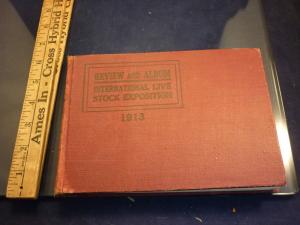 REVIEW AND ALBUM
INTERNATIONAL LIVE
STOCK EXPOSITION
1913
Ames In - Cross Hybrid